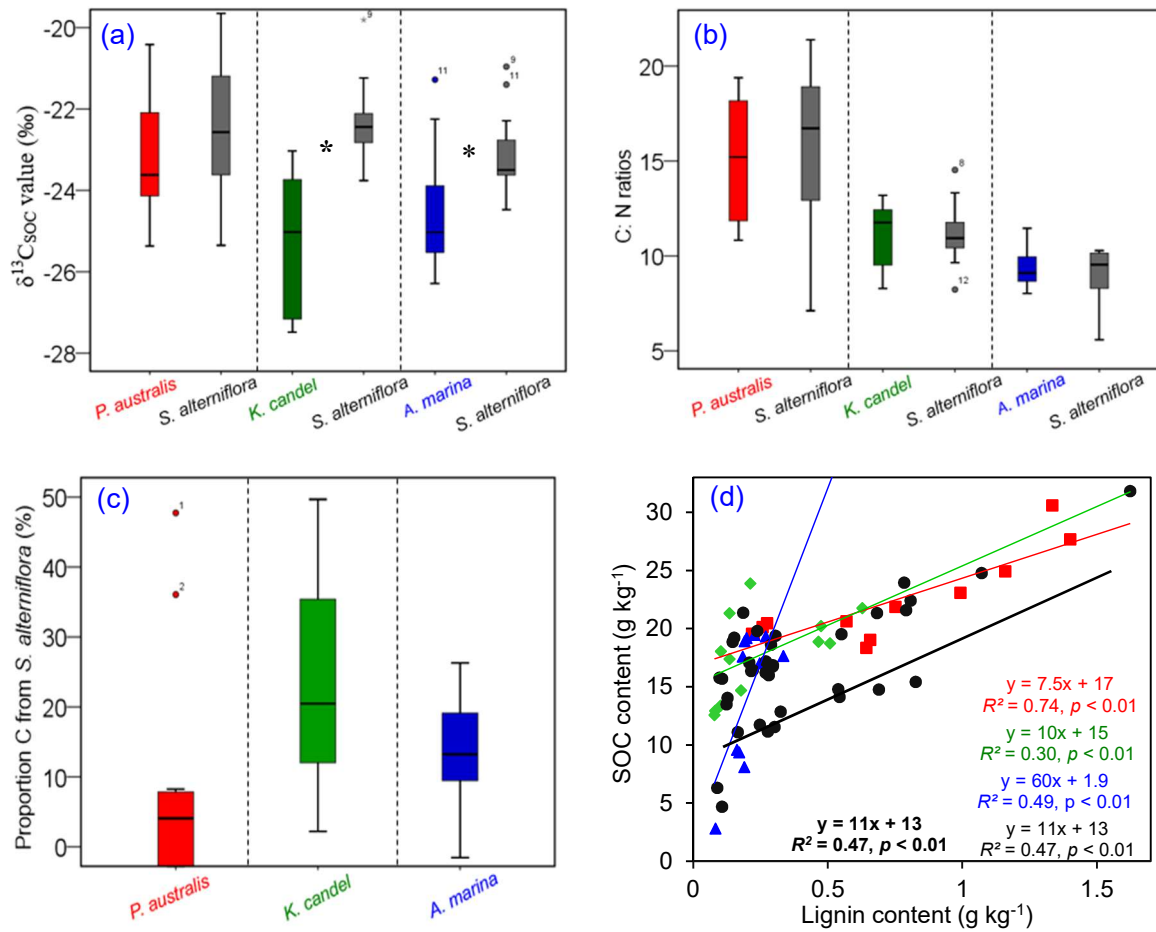 (a)
δ¹³CSOC value (‰)
-20
-22
-24
-26
-28
9
*
11
*
9
11
P. australis
S. alterniflora
K. candel
S. alterniflora
A. marina
S. alterniflora
(b)
C: N ratios
20
15
10
5
8
12
P. australis
S. alterniflora
K. candel
S. alterniflora
A. marina
S. alterniflora
(c)
Proportion C from S. alterniflora (%)
50
40
30
20
10
0
1
2
P. australis
K. candel
A. marina
(d)
SOC content (g kg⁻¹)
30
25
20
15
10
5
0
y = 7.5x + 17
R² = 0.74, p < 0.01
y = 10x + 15
R² = 0.30, p < 0.01
y = 60x + 1.9
R² = 0.49, p < 0.01
y = 11x + 13
R² = 0.47, p < 0.01
y = 11x + 13
R² = 0.47, p < 0.01
0
0.5
1
1.5
Lignin content (g kg⁻¹)